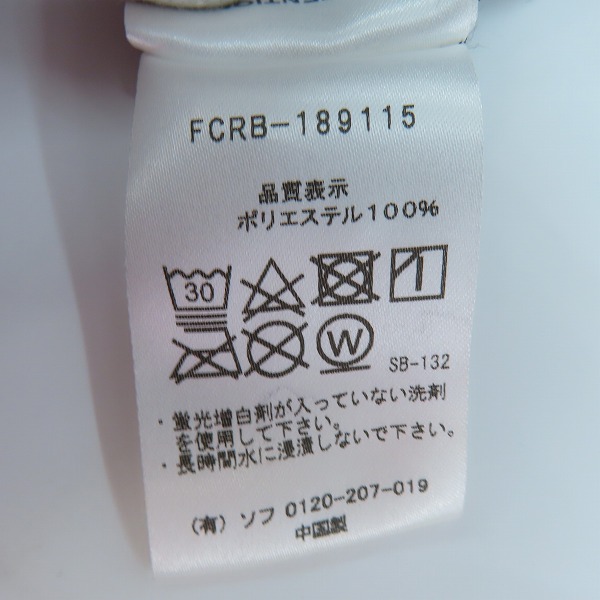 FCRB-189115
品質表示
ポリエステル100%
30
W
SB-132
・蛍光増白剤が入っていない洗剤
を使用して下さい。
・長時間水に浸漬しないで下さい。
(有)ソフ 0120-207-019
中国製